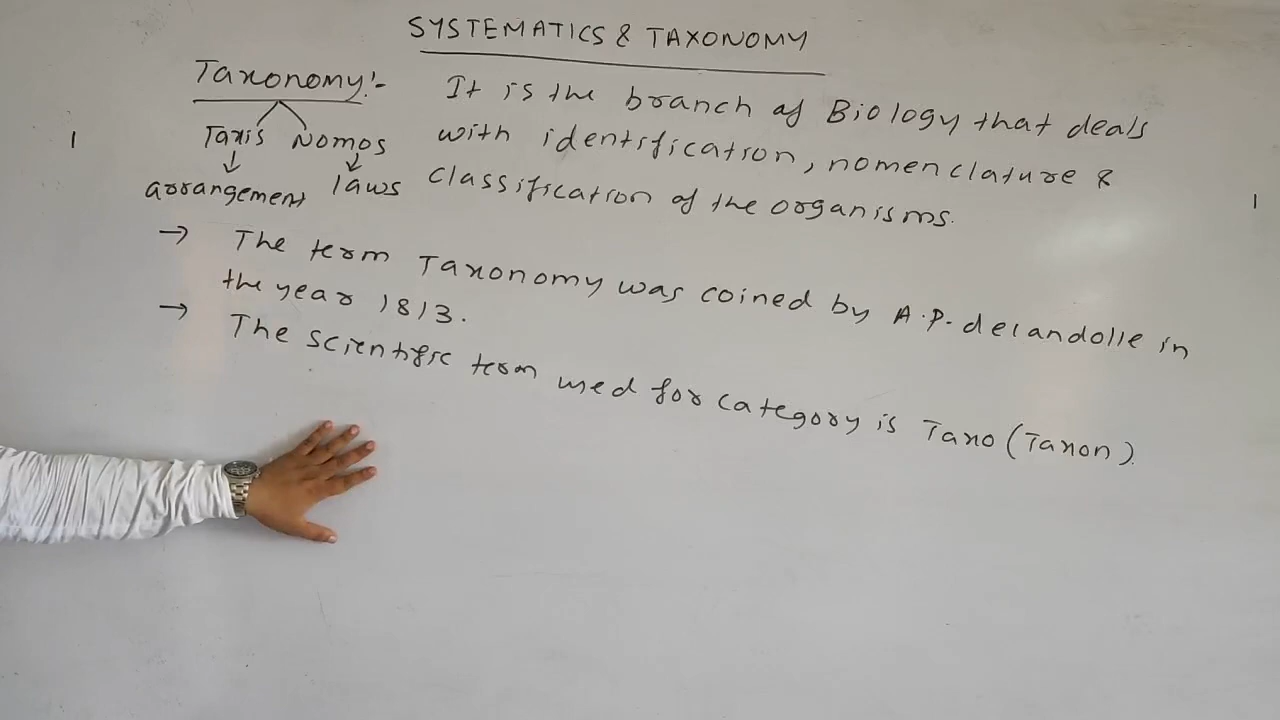 SYSTEMATICS & TAXONOMY
Taxonomy:- It is the branch of Biology that deals
Taxis Nomos with identification, nomenclature &
arrangement laws classification of the organisms.
→ The term Taxonomy was coined by A.P. decandolle in
the year 1813.
→ The scientific term used for category is Taxo (Taxon).